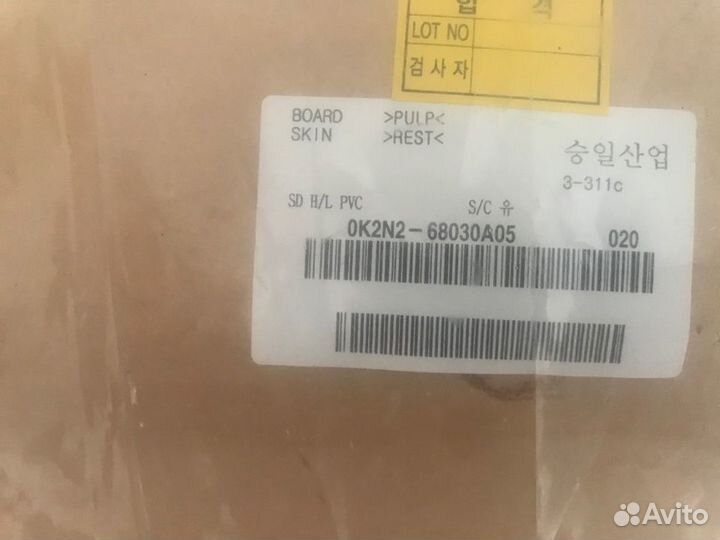 합 격
LOT NO
검사자
BOARD >PULP<
SKIN >REST<
승일산업
3-311c
SD H/L PVC S/C 유
0K2N2-68030A05 020
Avito